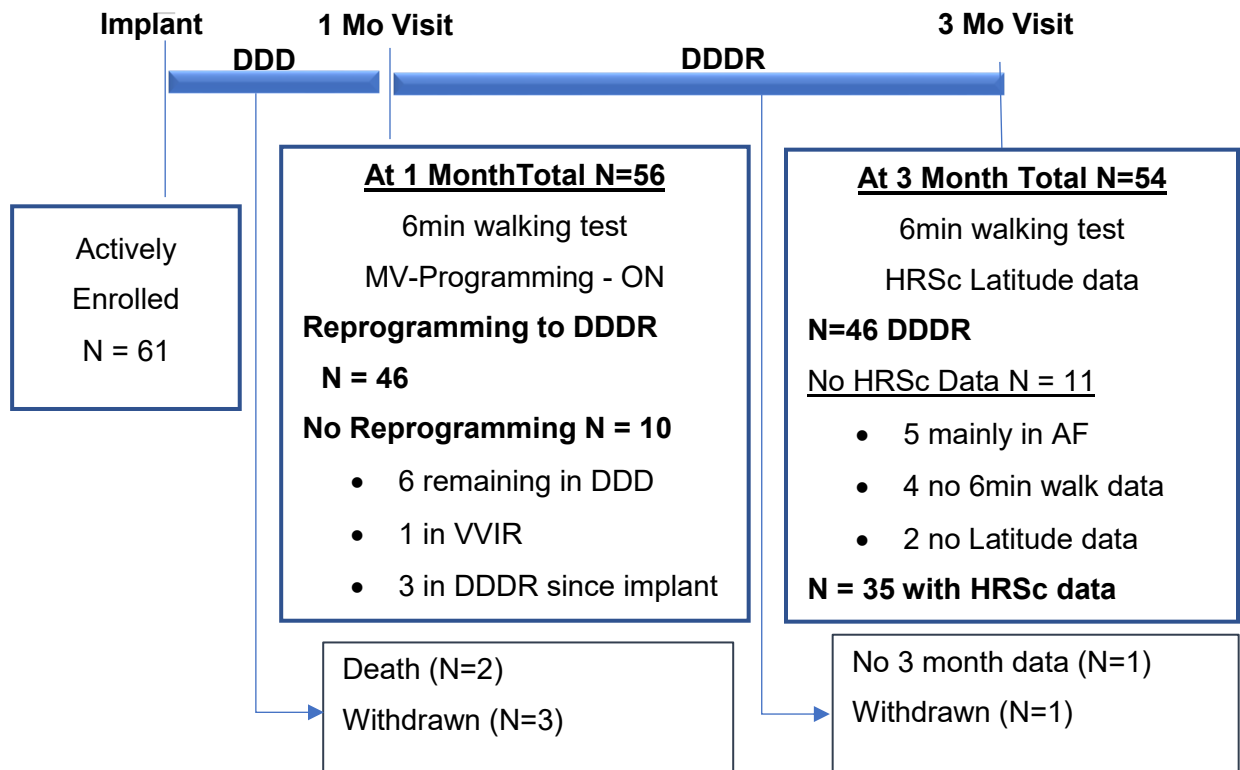 Implant
1 Mo Visit
3 Mo Visit
DDD
DDDR
Actively
Enrolled
N = 61
At 1 MonthTotal N=56
6min walking test
MV-Programming - ON
Reprogramming to DDDR
N = 46
No Reprogramming N = 10
• 6 remaining in DDD
• 1 in VVIR
• 3 in DDDR since implant
At 3 Month Total N=54
6min walking test
HRSc Latitude data
N=46 DDDR
No HRSc Data N = 11
• 5 mainly in AF
• 4 no 6min walk data
• 2 no Latitude data
N = 35 with HRSc data
Death (N=2)
Withdrawn (N=3)
No 3 month data (N=1)
Withdrawn (N=1)